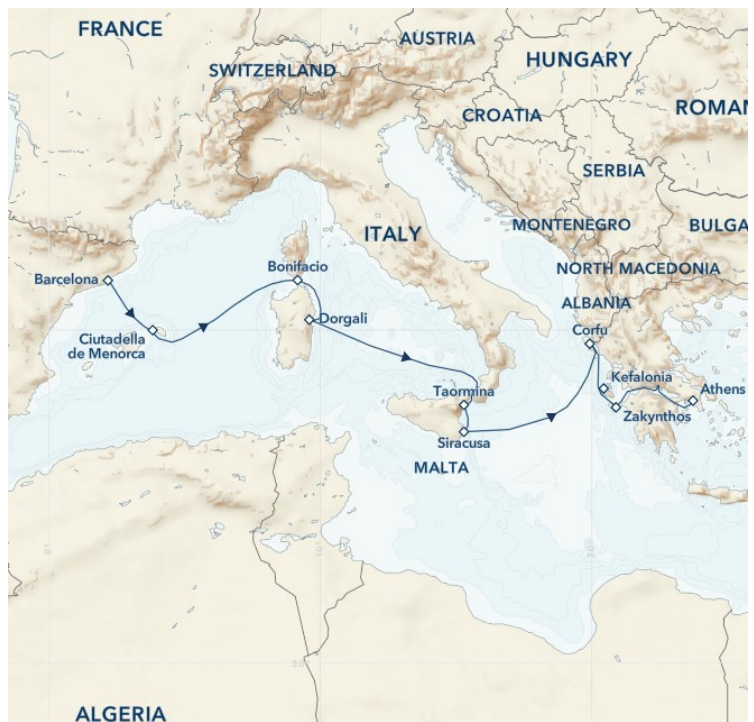 FRANCE
AUSTRIA
HUNGARY
SWITZERLAND
CROATIA
ROMAN
SERBIA
ITALY
MONTENEGRO
BULGA
NORTH MACEDONIA
Barcelona
Bonifacio
ALBANIA
Dorgali
Ciutadella
de Menorca
Corfu
Kefalonia
Taormina
Athens
Zakynthos
Siracusa
MALTA
ALGERIA